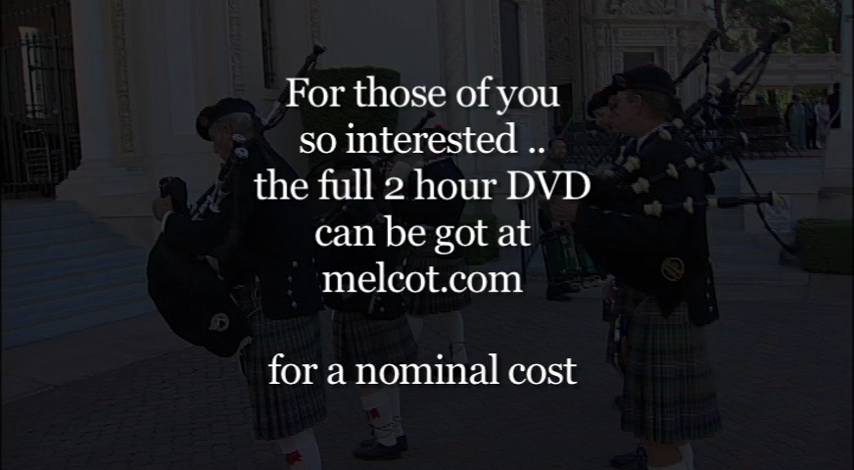 For those of you
so interested ..
the full 2 hour DVD
can be got at
melcot.com
for a nominal cost